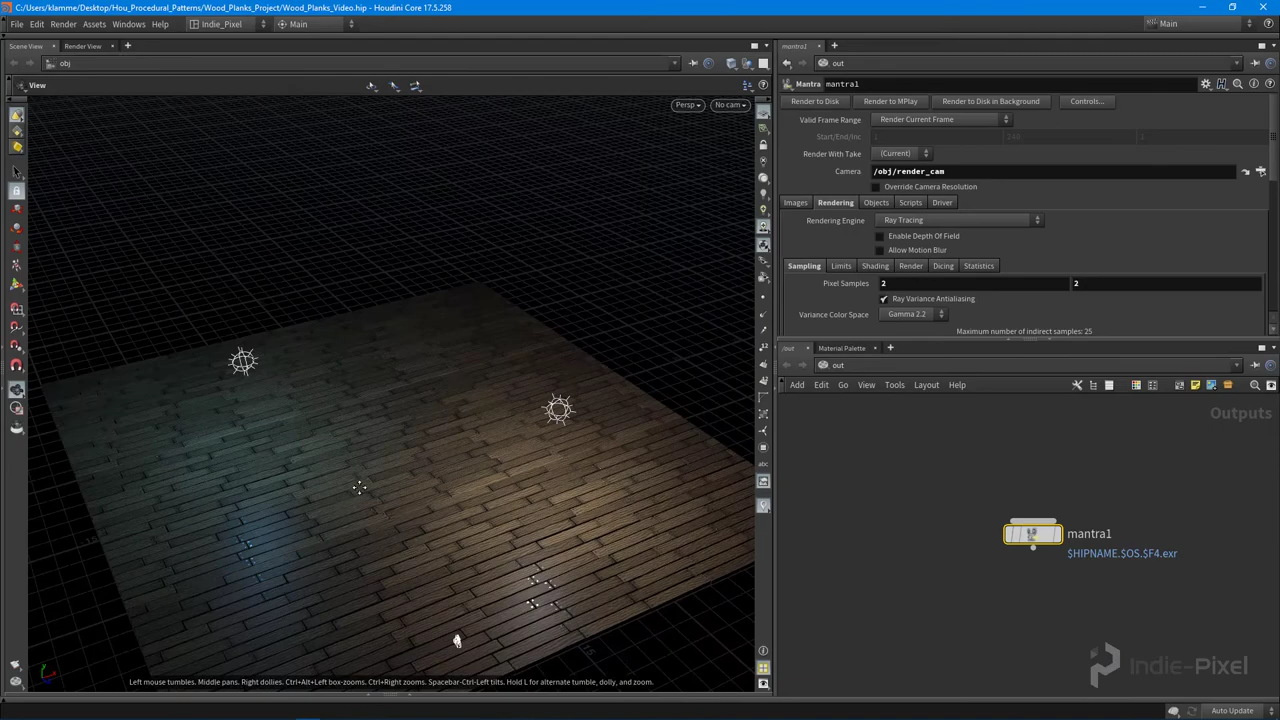 C:/Users/klamme/Desktop/Hou_Procedural_Patterns/Wood_Planks_Project/Wood_Planks_Video.hip - Houdini Core 17.5.258
File Edit Render Assets Windows Help Indie_Pixel Main Main
Scene View Render View
obj
View
Persp No cam
abc
Left mouse tumbles. Middle pans. Right dollies. Ctrl+Alt+Left box-zooms. Ctrl+Right zooms. Spacebar-Ctrl-Left tilts. Hold L for alternate tumble, dolly, and zoom.
mantra1
out
Mantra mantra1
Render to Disk Render to MPlay Render to Disk in Background Controls...
Valid Frame Range Render Current Frame
Start/End/Inc 1 240 1
Render With Take (Current)
Camera /obj/render_cam
Override Camera Resolution
Images Rendering Objects Scripts Driver
Rendering Engine Ray Tracing
Enable Depth Of Field
Allow Motion Blur
Sampling Limits Shading Render Dicing Statistics
Pixel Samples 2 2
Ray Variance Antialiasing
Variance Color Space Gamma 2.2
Maximum number of indirect samples: 25
/out Material Palette
out
Add Edit Go View Tools Layout Help
Outputs
mantra1
$HIPNAME.$OS.$F4.exr
Indie-Pixel
Auto Update